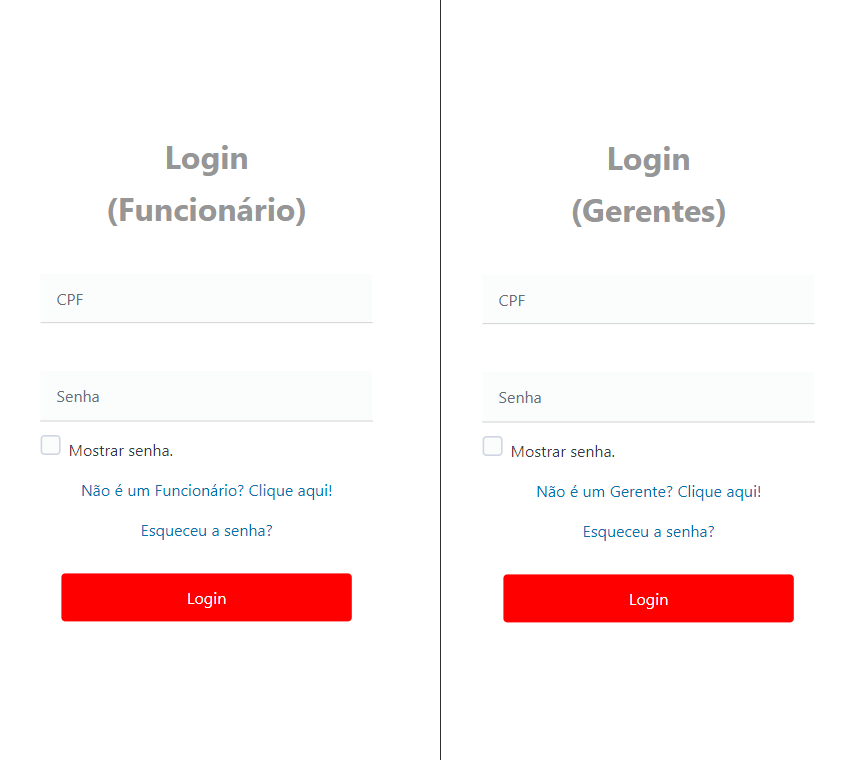 Login
(Funcionário)
CPF
Senha
Mostrar senha.
Não é um Funcionário? Clique aqui!
Esqueceu a senha?
Login
Login
(Gerentes)
CPF
Senha
Mostrar senha.
Não é um Gerente? Clique aqui!
Esqueceu a senha?
Login